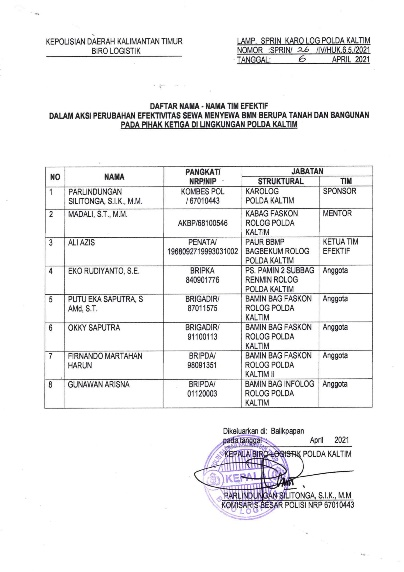 KEPOLISIAN DAERAH KALIMANTAN TIMUR
BIRO LOGISTIK
LAMP. SPRIN KARO LOG POLDA KALTIM
NOMOR :SPRIN/ 26 /IV/HUK.6.5./2021
TANGGAL: 6 APRIL 2021
DAFTAR NAMA - NAMA TIM EFEKTIF
DALAM AKSI PERUBAHAN EFEKTIVITAS SEWA MENYEWA BMN BERUPA TANAH DAN BANGUNAN
PADA PIHAK KETIGA DI LINGKUNGAN POLDA KALTIM
NO NAMA PANGKAT/ NRP/NIP JABATAN
STRUKTURAL TIM
1 PARLINDUNGAN KOMBES POL KAROLOG SPONSOR
SILITONGA, S.I.K., M.M. / 67010443 POLDA KALTIM
2 MADALI, S.T., M.M. AKBP/68100546 KABAG FASKON MENTOR
ROLOG POLDA
KALTIM
3 ALI AZIS PENATA/ PAUR BBMP KETUA TIM
1968092719993031002 BAGBEKUM ROLOG EFEKTIF
POLDA KALTIM
4 EKO RUDIYANTO, S.E. BRIPKA PS. PAMIN 2 SUBBAG Anggota
840901776 RENMIN ROLOG
POLDA KALTIM
5 PUTU EKA SAPUTRA, S BRIGADIR/ BAMIN BAG FASKON Anggota
AMd, S.T. 87011575 ROLOG POLDA
KALTIM
6 OKKY SAPUTRA BRIGADIR/ BAMIN BAG FASKON Anggota
91100113 ROLOG POLDA
KALTIM
7 FIRNANDO MARTAHAN BRIPDA/ BAMIN BAG FASKON Anggota
HARUN 98091351 ROLOG POLDA
KALTIM II
8 GUNAWAN ARISNA BRIPDA/ BAMIN BAG INFOLOG Anggota
01120003 ROLOG POLDA
KALTIM
Dikeluarkan di: Balikpapan
pada tanggal : April 2021
KEPALA BIRO LOGISTIK POLDA KALTIM
KEPALA
BIRO LOG
PARLINDUNGAN SILITONGA, S.I.K., M.M
KOMISARIS BESAR POLISI NRP 67010443